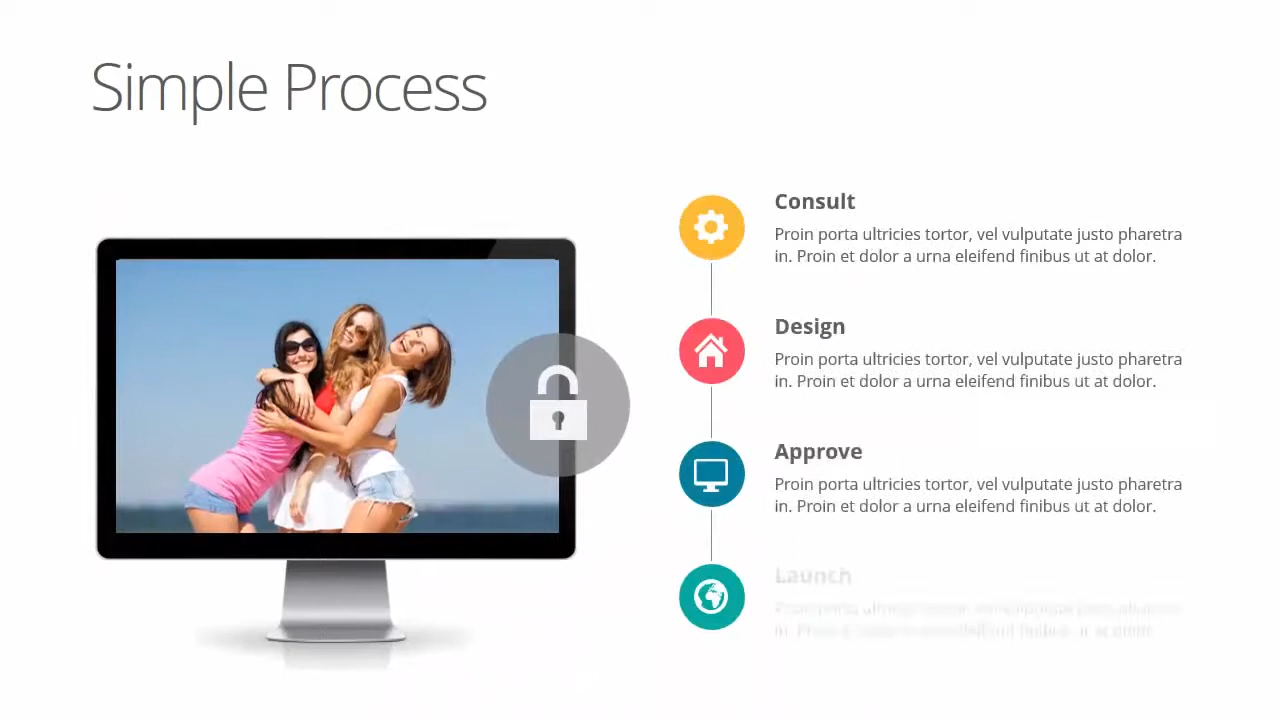 Simple Process
Consult
Proin porta ultricies tortor, vel vulputate justo pharetra
in. Proin et dolor a urna eleifend finibus ut at dolor.
Design
Proin porta ultricies tortor, vel vulputate justo pharetra
in. Proin et dolor a urna eleifend finibus ut at dolor.
Approve
Proin porta ultricies tortor, vel vulputate justo pharetra
in. Proin et dolor a urna eleifend finibus ut at dolor.
Launch